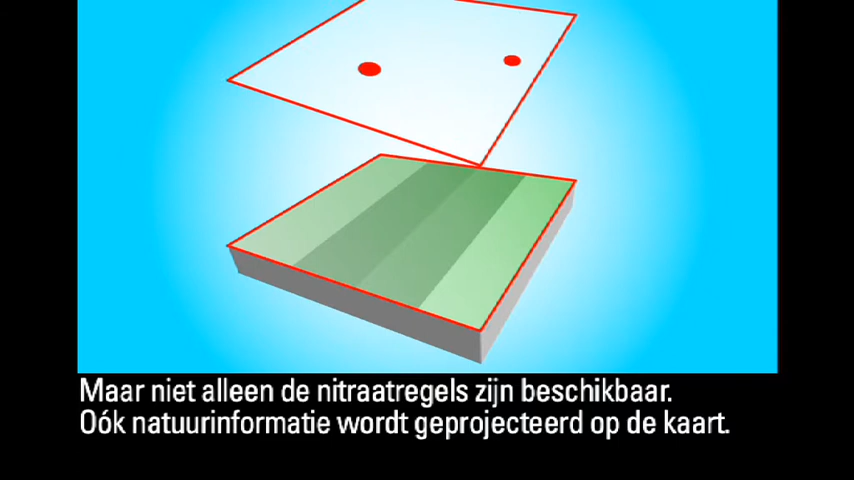 Maar niet alleen de nitraatregels zijn beschikbaar.
Oók natuurinformatie wordt geprojecteerd op de kaart.